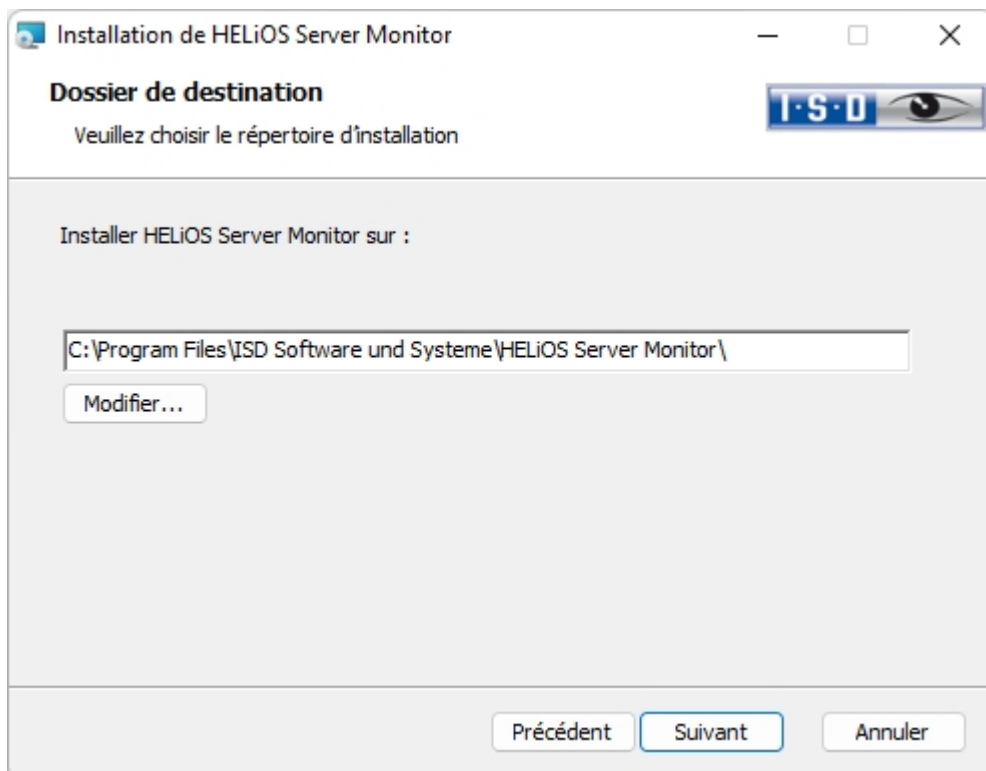 Installation de HELiOS Server Monitor
Dossier de destination
Veuillez choisir le répertoire d'installation
I·S·D
Installer HELiOS Server Monitor sur :
C:\Program Files\ISD Software und Systeme\HELiOS Server Monitor\
Modifier...
Précédent Suivant Annuler